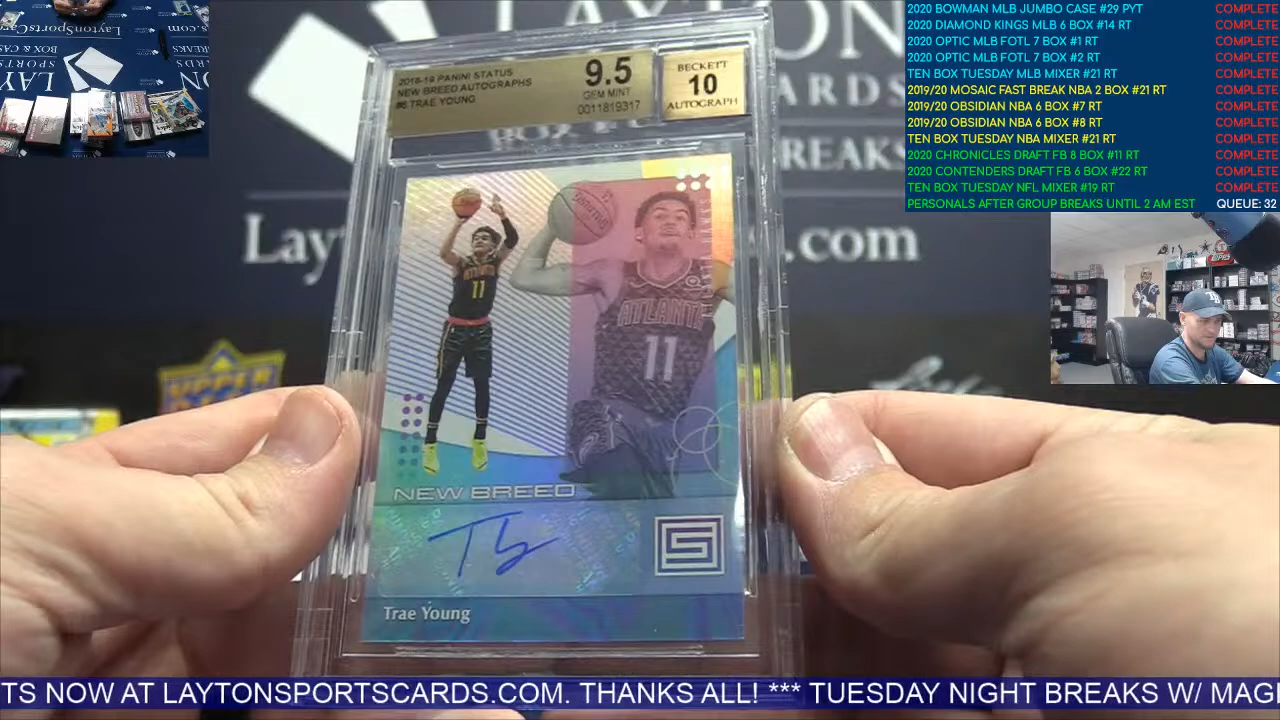 2020 BOWMAN MLB JUMBO CASE #29 PYT COMPLETE
2020 DIAMOND KINGS MLB 6 BOX #14 RT COMPLETE
2020 OPTIC MLB FOTL 7 BOX #1 RT COMPLETE
2020 OPTIC MLB FOTL 7 BOX #2 RT COMPLETE
TEN BOX TUESDAY MLB MIXER #21 RT COMPLETE
2019/20 MOSAIC FAST BREAK NBA 2 BOX #21 RT COMPLETE
2019/20 OBSIDIAN NBA 6 BOX #7 RT COMPLETE
2019/20 OBSIDIAN NBA 6 BOX #8 RT COMPLETE
TEN BOX TUESDAY NBA MIXER #21 RT COMPLETE
2020 CHRONICLES DRAFT FB 8 BOX #11 RT COMPLETE
2020 CONTENDERS DRAFT FB 6 BOX #22 RT COMPLETE
TEN BOX TUESDAY NFL MIXER #19 RT COMPLETE
PERSONALS AFTER GROUP BREAKS UNTIL 2 AM EST QUEUE: 32
2018-19 PANINI STATUS
NEW BREED AUTOGRAPHS
#6 TRAE YOUNG
9.5
GEM MINT
0011819317
BECKETT
10
AUTOGRAPH
ATLANTA
11
ATLANTA
11
NEW BREED
Trae Young
TS NOW AT LAYTONSPORTSCARDS.COM. THANKS ALL! *** TUESDAY NIGHT BREAKS W/ MAGI